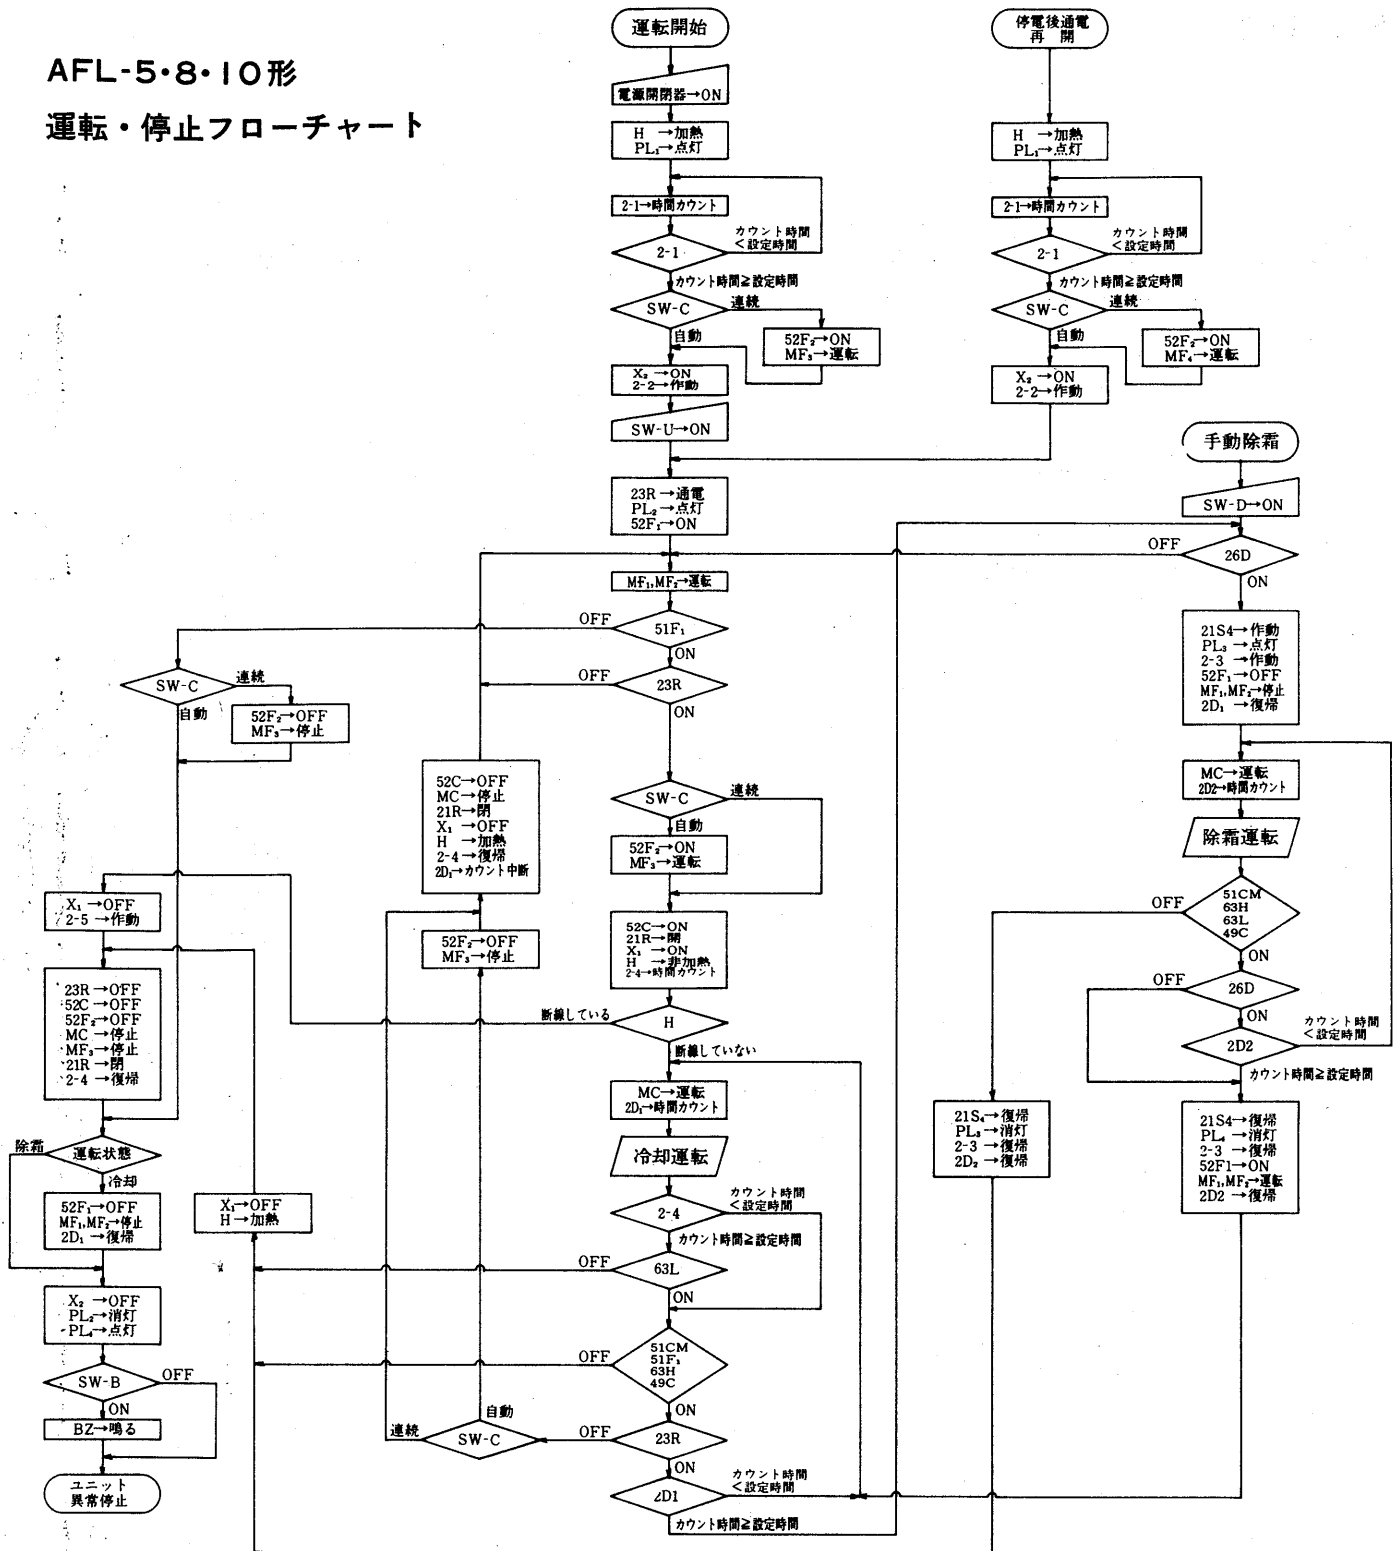 AFL-5・8・10形
運転・停止フローチャート
運転開始
電源開閉器→ON
H →加熱
PL₁→点灯
2-1→時間カウント
カウント時間
<設定時間
2-1
カウント時間≧設定時間
SW-C
連続
自動
52F₂→ON
MF₃→運転
X₂ →ON
2-2→作動
SW-U→ON
停電後通電
再 開
H →加熱
PL₁→点灯
2-1→時間カウント
カウント時間
<設定時間
2-1
カウント時間≧設定時間
SW-C
連続
自動
52F₂→ON
MF₄→運転
X₂ →ON
2-2→作動
23R →通電
PL₂→点灯
52F₁→ON
MF₁,MF₂→運転
51F₁
OFF
ON
23R
OFF
ON
SW-C
連続
自動
52F₂→ON
MF₃→運転
52C→ON
21R→開
X₁ →ON
H →非加熱
2-4→時間カウント
H
断線している
断線していない
MC→運転
2D₁→時間カウント
冷却運転
2-4
カウント時間
<設定時間
カウント時間≧設定時間
63L
OFF
ON
51CM
51F₁
63H
49C
OFF
ON
23R
OFF
ON
2D1
カウント時間
<設定時間
カウント時間≧設定時間
SW-C
連続
自動
52F₂→OFF
MF₃→停止
52C→OFF
MC→停止
21R→閉
X₁ →OFF
H →加熱
2-4→復帰
2D₁→カウント中断
SW-C
連続
自動
52F₂→OFF
MF₃→停止
X₁ →OFF
2-5 →作動
23R→OFF
52C→OFF
52F₂→OFF
MC→停止
MF₃→停止
21R→閉
2-4 →復帰
運転状態
除霜
冷却
52F₁→OFF
MF₁,MF₂→停止
2D₁ →復帰
X₁→OFF
H→加熱
X₂ →OFF
PL₂→消灯
PL₄→点灯
SW-B
OFF
ON
BZ→鳴る
ユニット
異常停止
手動除霜
SW-D→ON
26D
OFF
ON
21S4→作動
PL₃ →点灯
2-3 →作動
52F₁→OFF
MF₁,MF₂→停止
2D₁ →復帰
MC→運転
2D2→時間カウント
除霜運転
51CM
63H
63L
49C
OFF
ON
26D
OFF
ON
2D2
カウント時間
<設定時間
カウント時間≧設定時間
21S₄→復帰
PL₃→消灯
2-3 →復帰
2D₂ →復帰
21S4→復帰
PL₄ →消灯
2-3 →復帰
52F1→ON
MF₁,MF₂→運転
2D2 →復帰